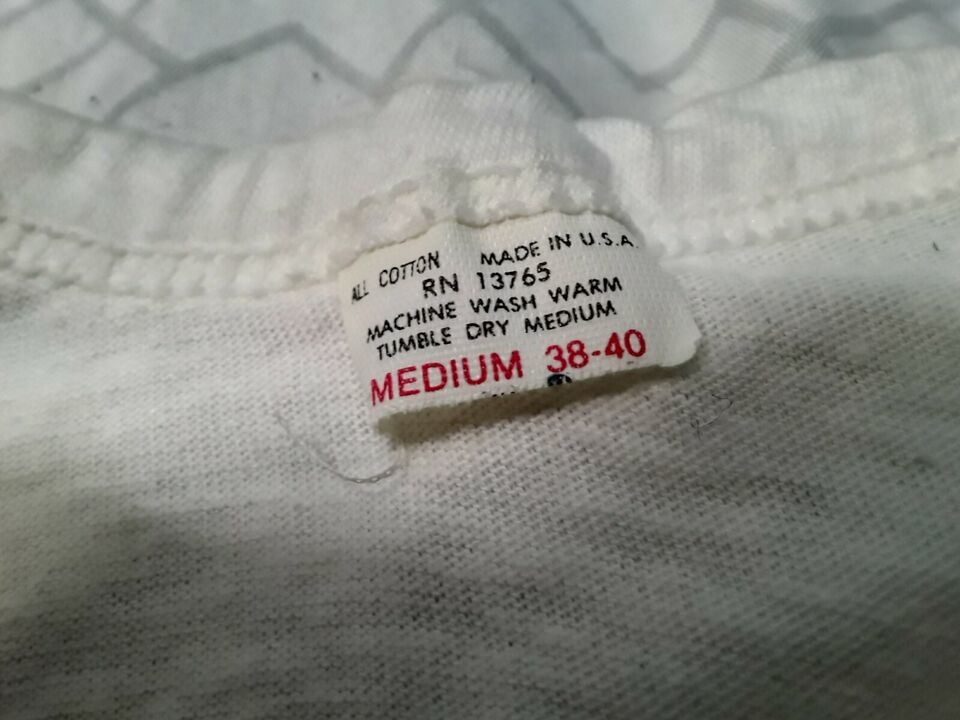 ALL COTTON MADE IN U.S.A.
RN 13765
MACHINE WASH WARM
TUMBLE DRY MEDIUM
MEDIUM 38-40